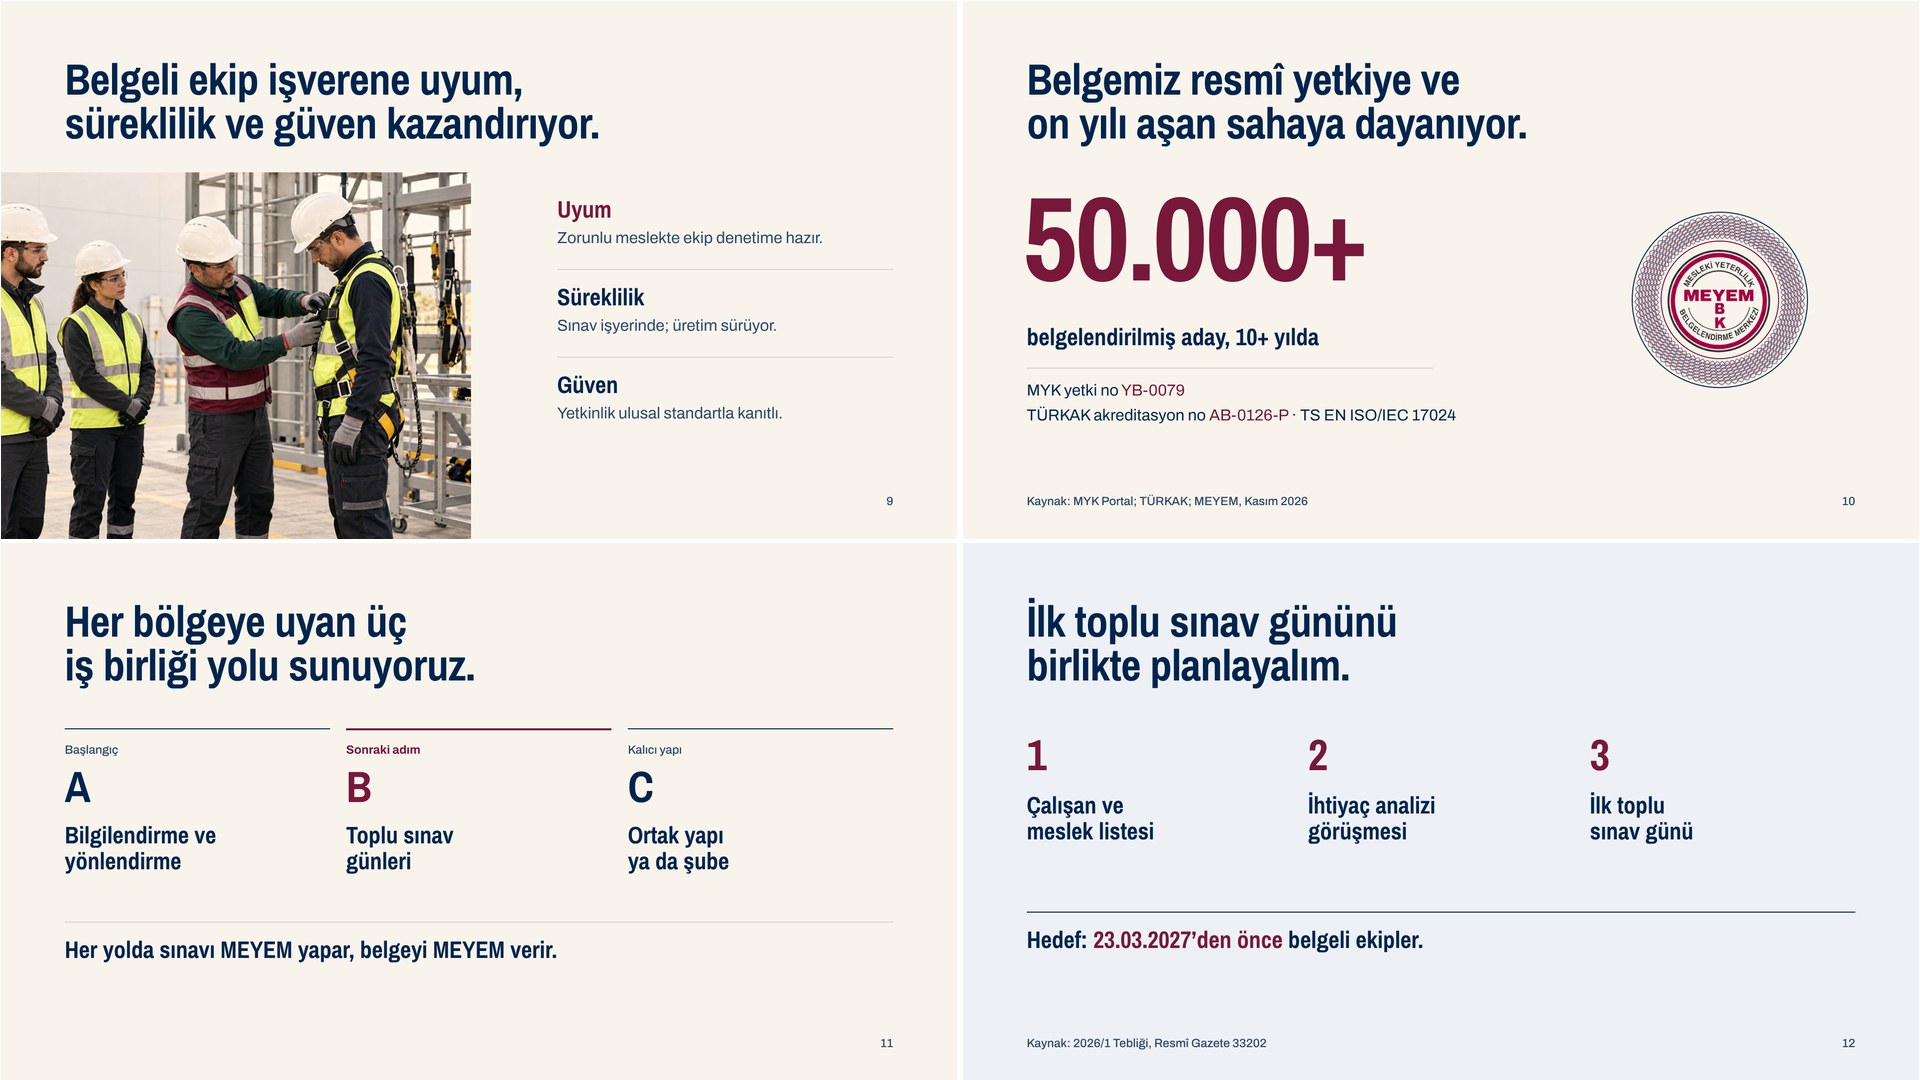 Belgeli ekip işverene uyum,
süreklilik ve güven kazandırıyor.
Uyum
Zorunlu meslekte ekip denetime hazır.
Süreklilik
Sınav işyerinde; üretim sürüyor.
Güven
Yetkinlik ulusal standartla kanıtlı.
9
Belgemiz resmî yetkiye ve
on yılı aşan sahaya dayanıyor.
50.000+
belgelendirilmiş aday, 10+ yılda
MYK yetki no YB-0079
TÜRKAK akreditasyon no AB-0126-P · TS EN ISO/IEC 17024
MESLEKİ YETERLİLİK
MEYEM
B
K
BELGELENDİRME MERKEZİ
Kaynak: MYK Portal; TÜRKAK; MEYEM, Kasım 2026
10
Her bölgeye uyan üç
iş birliği yolu sunuyoruz.
Başlangıç
A
Bilgilendirme ve
yönlendirme
Sonraki adım
B
Toplu sınav
günleri
Kalıcı yapı
C
Ortak yapı
ya da şube
Her yolda sınavı MEYEM yapar, belgeyi MEYEM verir.
11
İlk toplu sınav gününü
birlikte planlayalım.
1
Çalışan ve
meslek listesi
2
İhtiyaç analizi
görüşmesi
3
İlk toplu
sınav günü
Hedef: 23.03.2027’den önce belgeli ekipler.
Kaynak: 2026/1 Tebliği, Resmî Gazete 33202
12